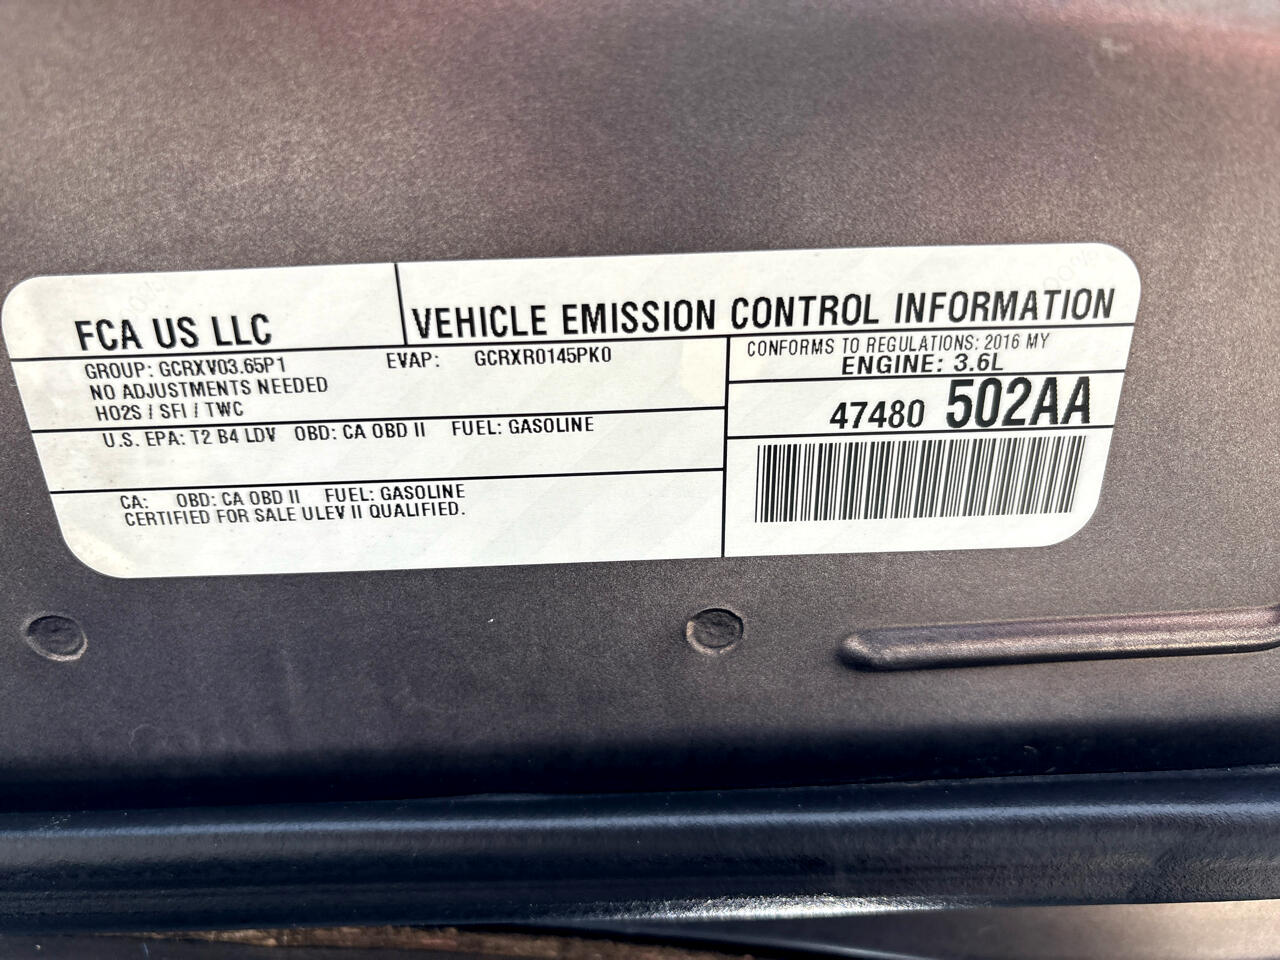 FCA US LLC
VEHICLE EMISSION CONTROL INFORMATION
GROUP: GCRXV03.65P1 EVAP: GCRXR0145PK0
NO ADJUSTMENTS NEEDED
HO2S / SFI / TWC
U.S. EPA: T2 B4 LDV OBD: CA OBD II FUEL: GASOLINE
CA: OBD: CA OBD II FUEL: GASOLINE
CERTIFIED FOR SALE ULEV II QUALIFIED.
CONFORMS TO REGULATIONS: 2016 MY
ENGINE: 3.6L
47480 502AA